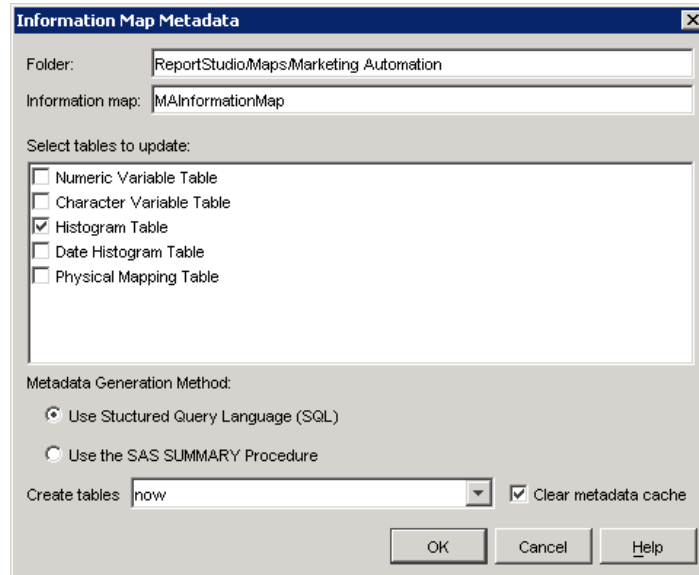 Information Map Metadata
Folder: ReportStudio/Maps/Marketing Automation
Information map: MAInformationMap
Select tables to update:
Numeric Variable Table
Character Variable Table
Histogram Table
Date Histogram Table
Physical Mapping Table
Metadata Generation Method:
Use Stuctured Query Language (SQL)
Use the SAS SUMMARY Procedure
Create tables now Clear metadata cache
OK Cancel Help